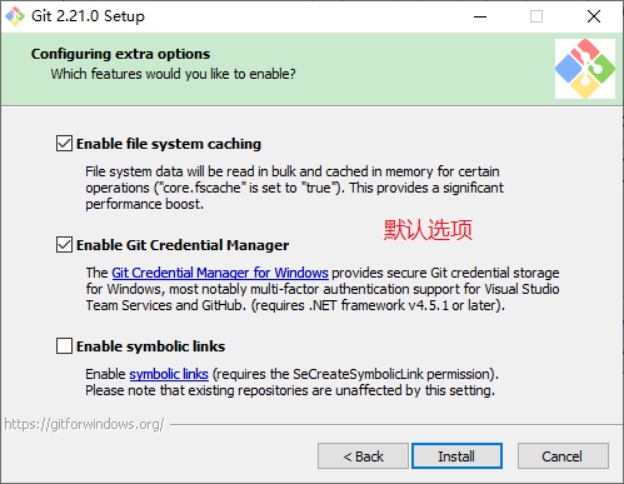 Git 2.21.0 Setup
Configuring extra options
Which features would you like to enable?
Enable file system caching
File system data will be read in bulk and cached in memory for certain
operations ("core.fscache" is set to "true"). This provides a significant
performance boost.
默认选项
Enable Git Credential Manager
The Git Credential Manager for Windows provides secure Git credential storage
for Windows, most notably multi-factor authentication support for Visual Studio
Team Services and GitHub. (requires .NET framework v4.5.1 or later).
Enable symbolic links
Enable symbolic links (requires the SeCreateSymbolicLink permission).
Please note that existing repositories are unaffected by this setting.
https://gitforwindows.org/
< Back
Install
Cancel